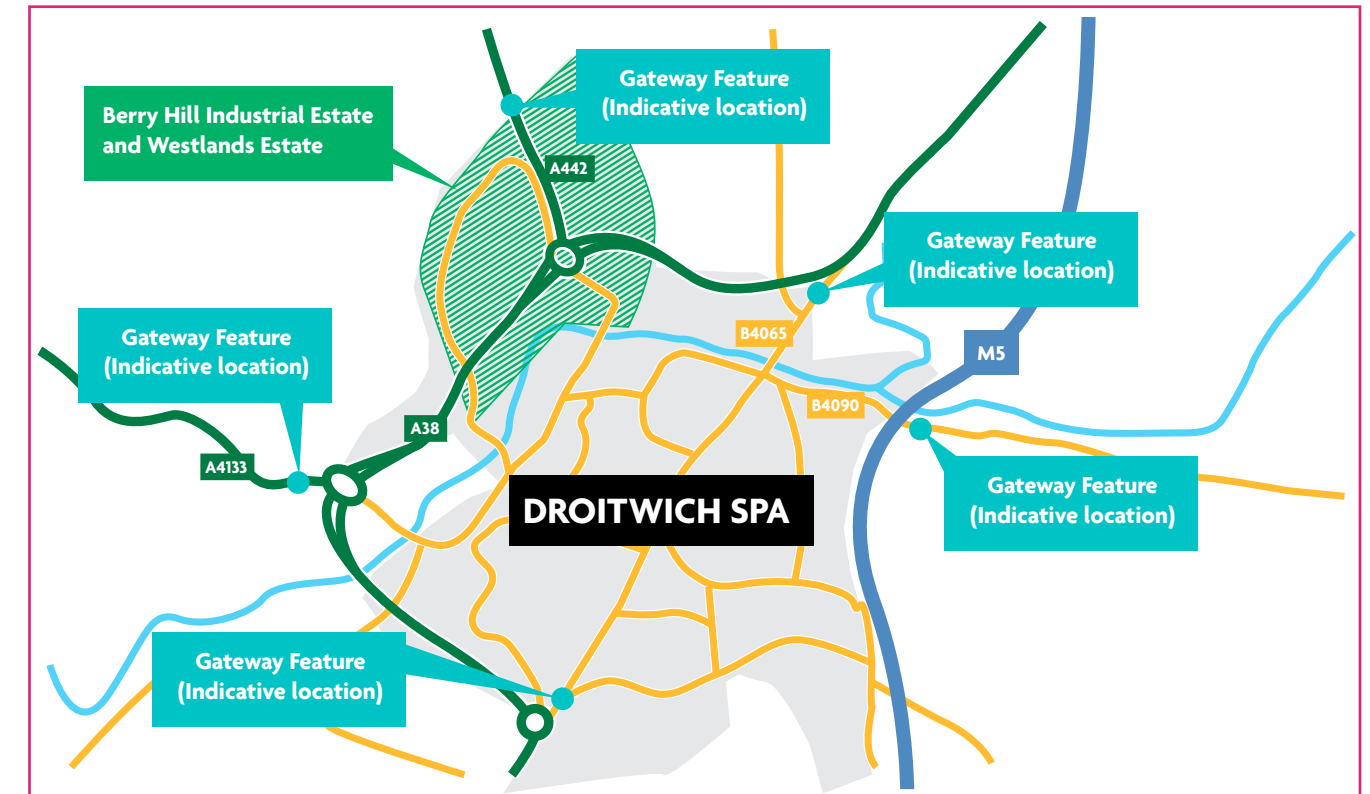 Gateway Feature
(Indicative location)
Berry Hill Industrial Estate
and Westlands Estate
A442
Gateway Feature
(Indicative location)
Gateway Feature
(Indicative location)
B4065
M5
B4090
A38
A4133
DROITWICH SPA
Gateway Feature
(Indicative location)
Gateway Feature
(Indicative location)